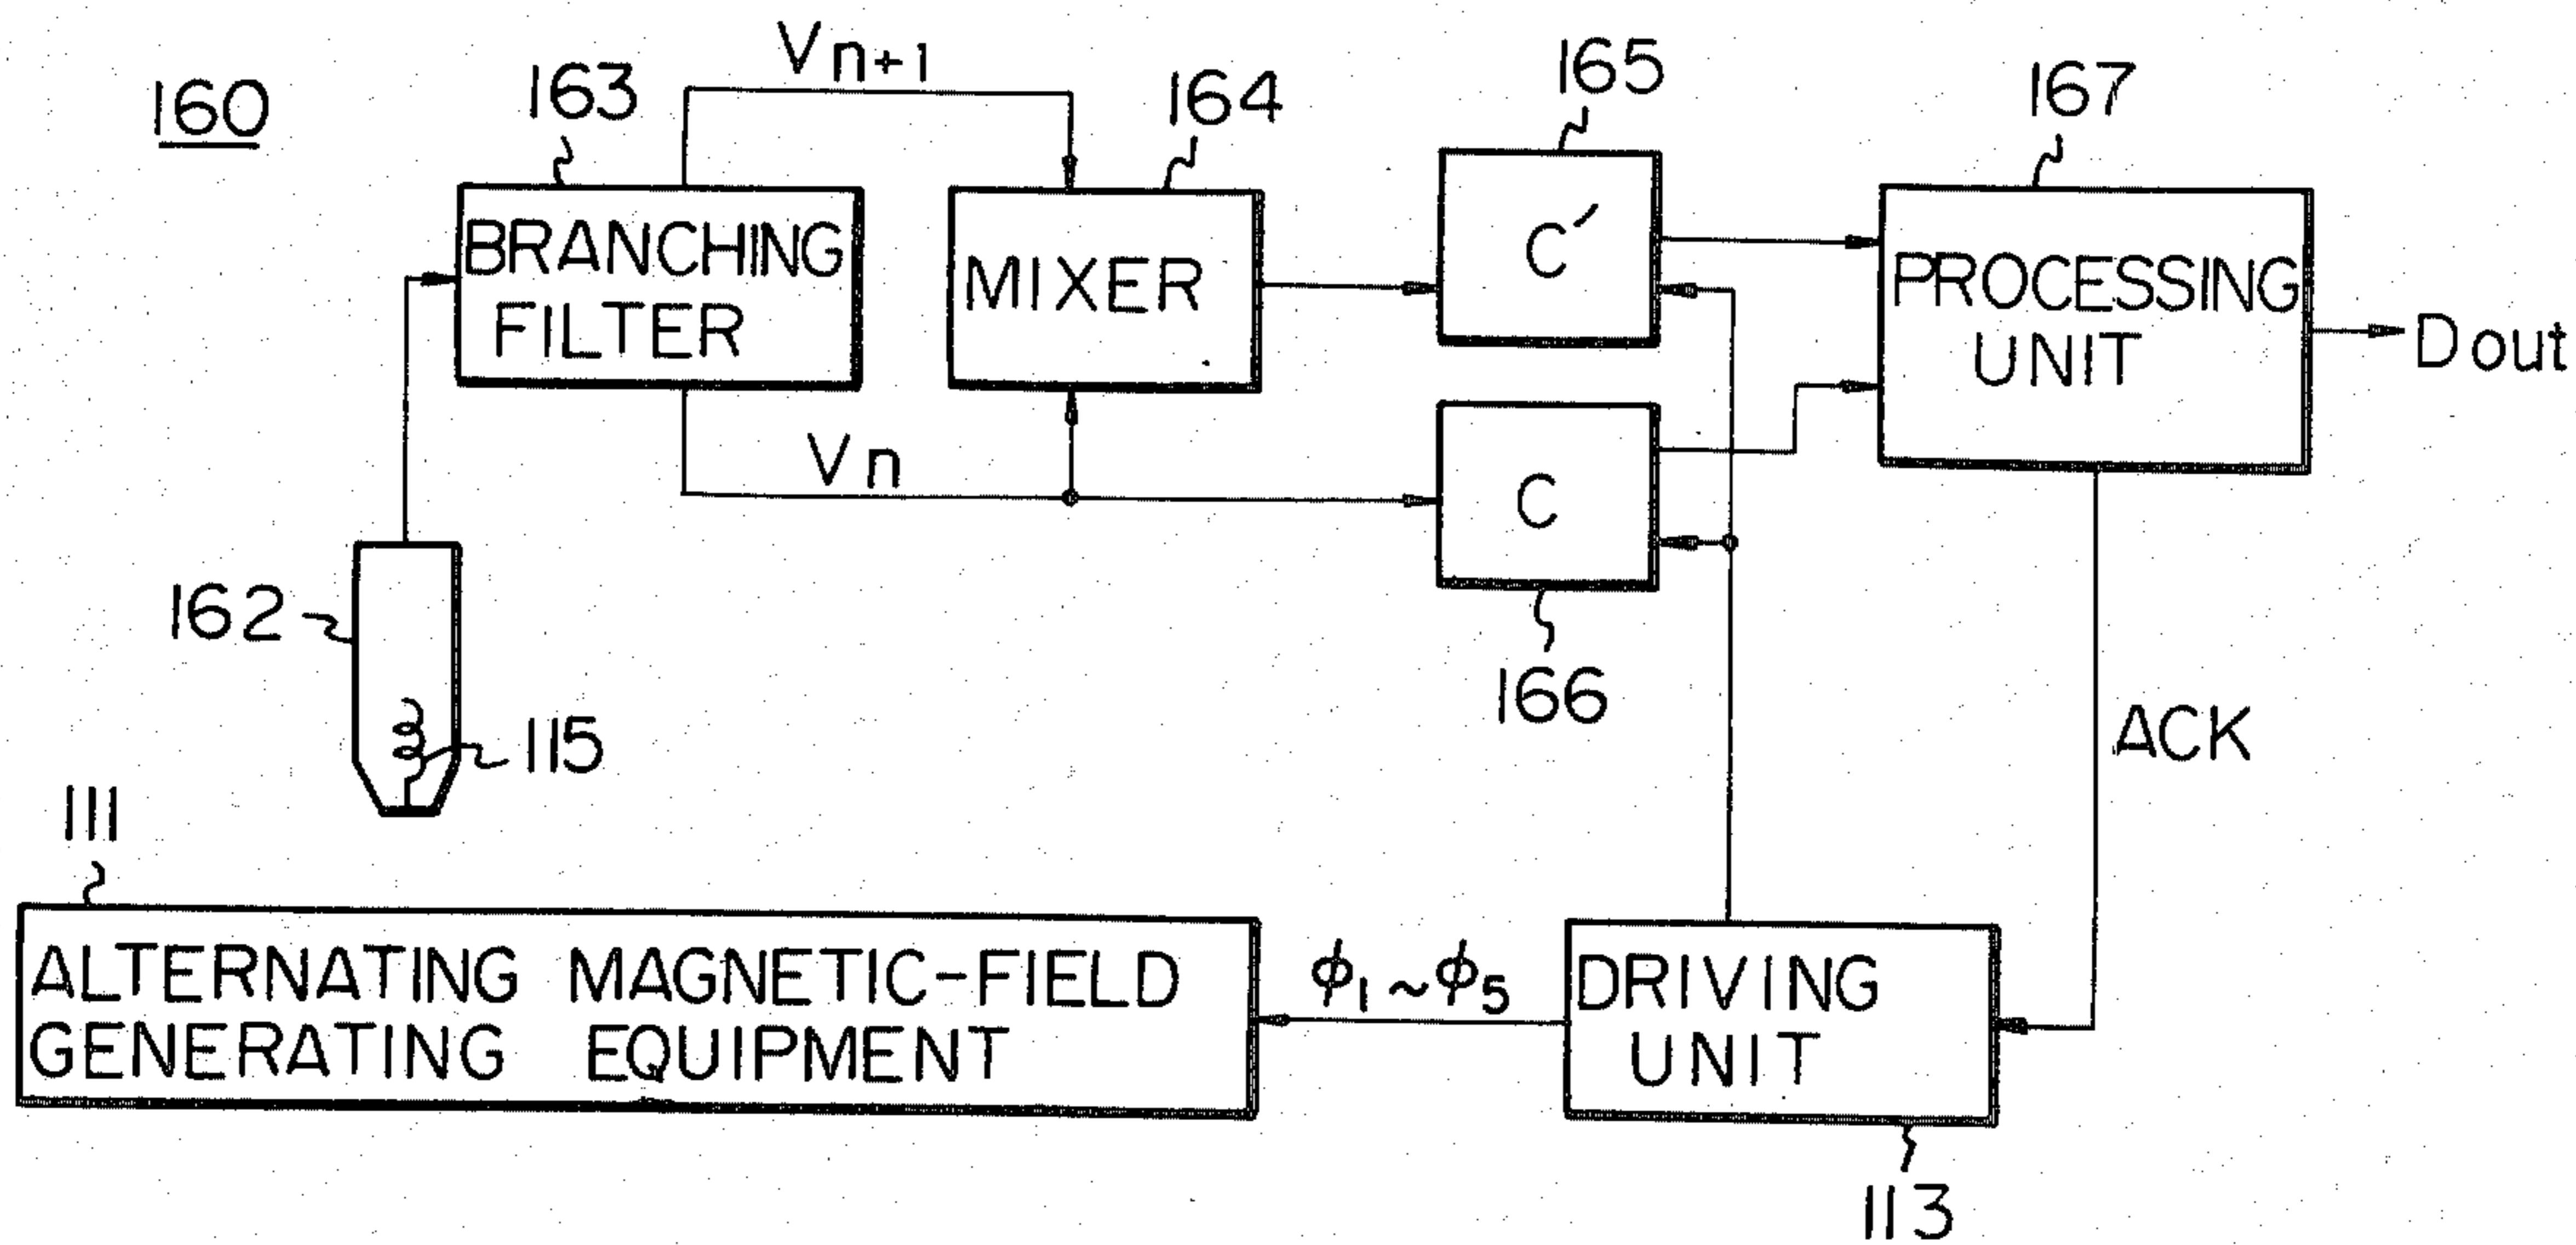 160
163
Vn+1
164
165
167
BRANCHING
FILTER
MIXER
C′
PROCESSING
UNIT
Dout
Vn
C
162
115
166
ACK
111
ALTERNATING MAGNETIC-FIELD
GENERATING EQUIPMENT
ϕ1~ϕ5
DRIVING
UNIT
113